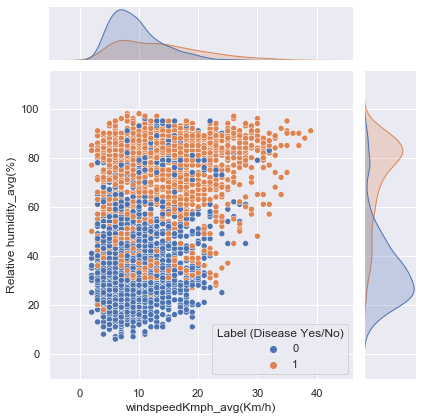 Relative humidity_avg(%)
100
80
60
40
20
0
Label (Disease Yes/No)
0
1
0 10 20 30 40
windspeedKmph_avg(Km/h)